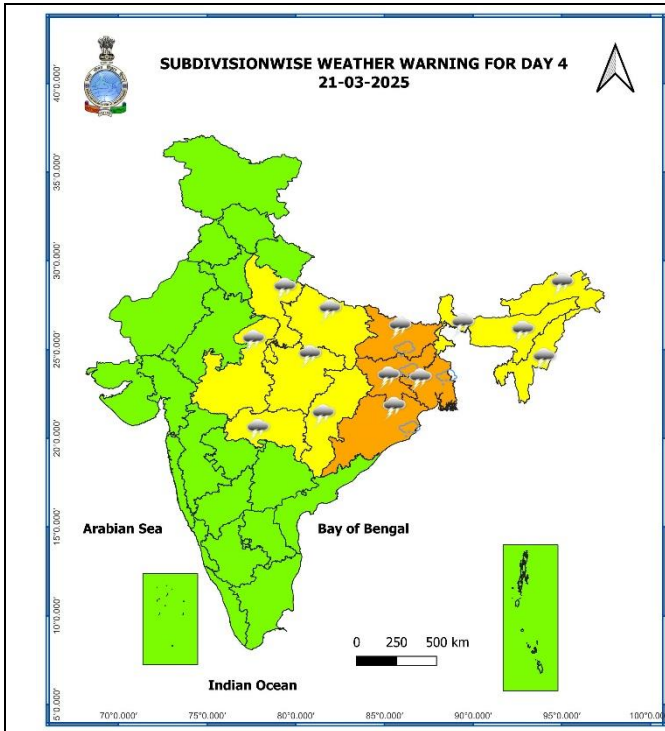 SUBDIVISIONWISE WEATHER WARNING FOR DAY 4
21-03-2025
40°0.000'
35°0.000'
30°0.000'
25°0.000'
20°0.000'
15°0.000'
10°0.000'
5°0.000'
Arabian Sea
Bay of Bengal
0 250 500 km
Indian Ocean
70°0.000' 75°0.000' 80°0.000' 85°0.000' 90°0.000' 95°0.000'